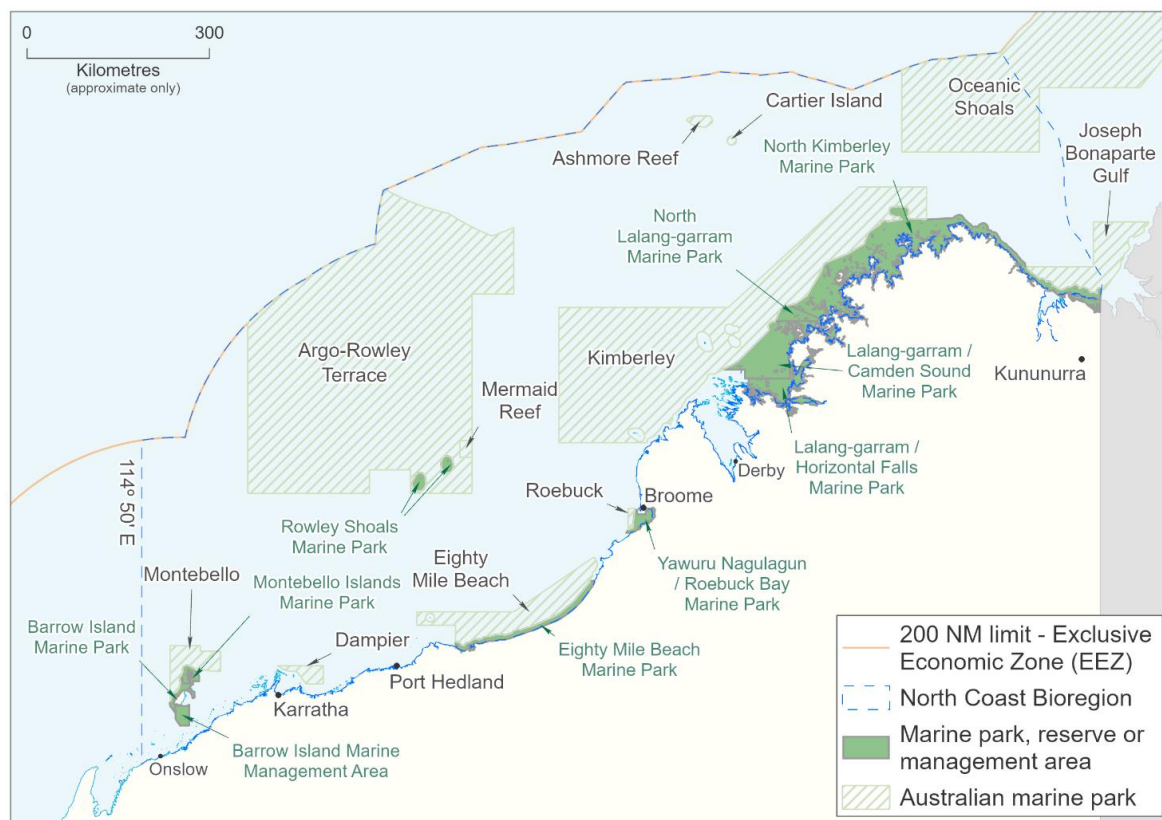 0 300
Kilometres
(approximate only)
Oceanic
Shoals
Cartier Island
Ashmore Reef
North Kimberley
Marine Park
Joseph
Bonaparte
Gulf
North
Lalang-garram
Marine Park
Argo-Rowley
Terrace
Kimberley
Mermaid
Reef
Lalang-garram /
Camden Sound
Marine Park
Kununurra
Lalang-garram /
Horizontal Falls
Marine Park
Derby
114° 50' E
Roebuck
Broome
Rowley Shoals
Marine Park
Eighty
Mile Beach
Yawuru Nagulagun
/ Roebuck Bay
Marine Park
Montebello
Montebello Islands
Marine Park
Barrow Island
Marine Park
Dampier
Eighty Mile Beach
Marine Park
Port Hedland
Karratha
Barrow Island Marine
Management Area
Onslow
200 NM limit - Exclusive
Economic Zone (EEZ)
North Coast Bioregion
Marine park, reserve or
management area
Australian marine park